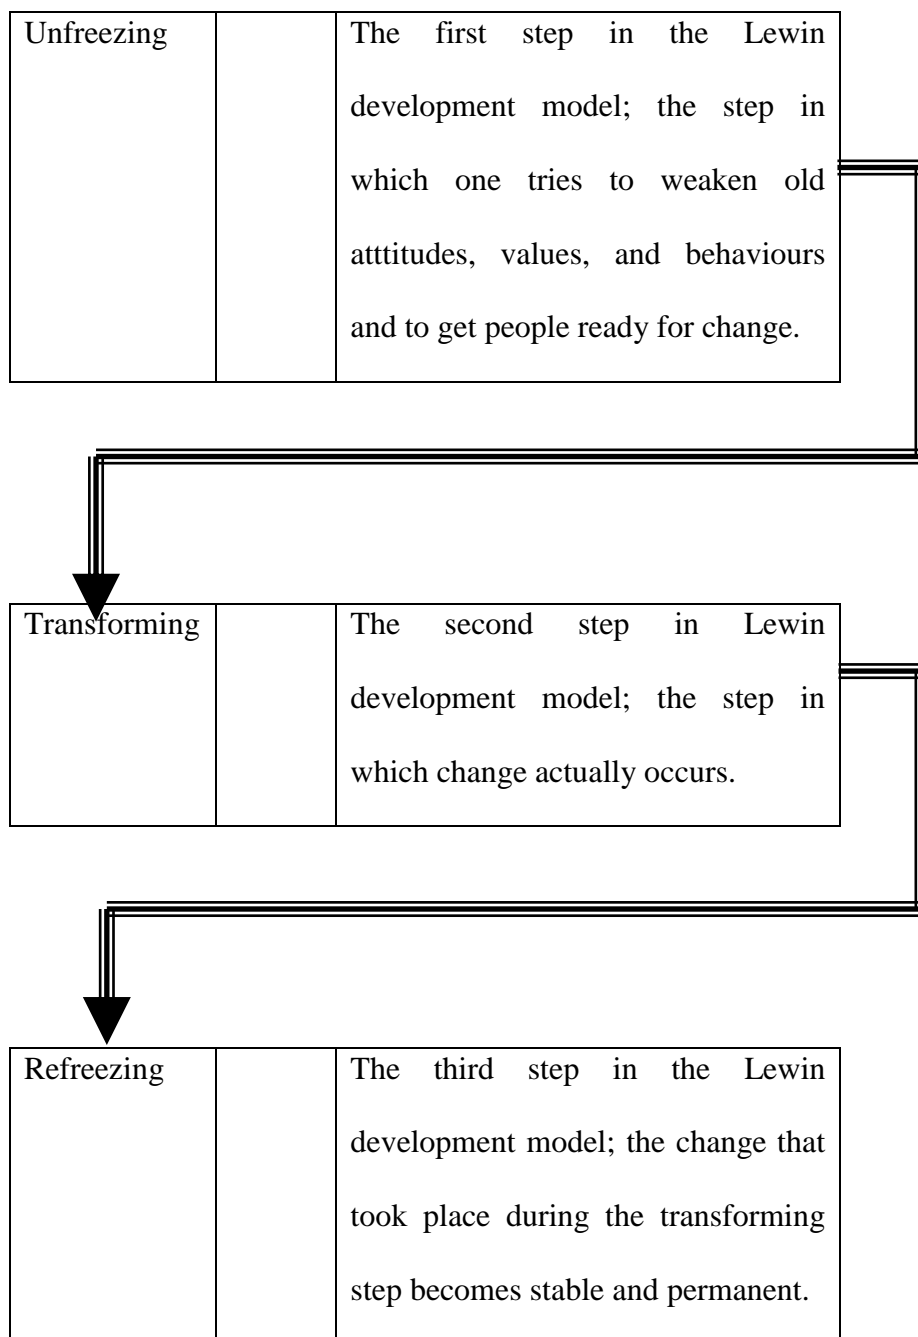 Unfreezing
The first step in the Lewin
development model; the step in
which one tries to weaken old
atttitudes, values, and behaviours
and to get people ready for change.
Transforming
The second step in Lewin
development model; the step in
which change actually occurs.
Refreezing
The third step in the Lewin
development model; the change that
took place during the transforming
step becomes stable and permanent.